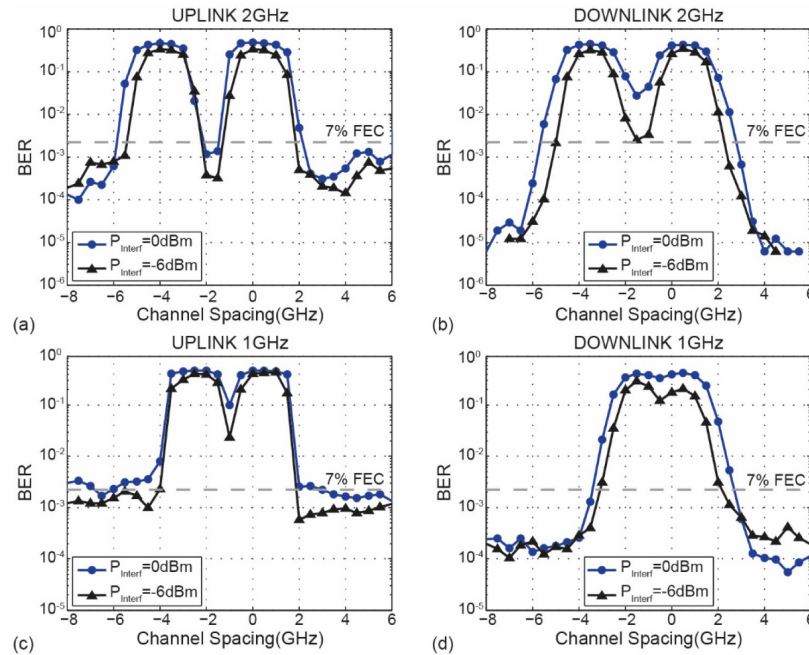 UPLINK 2GHz
10^0
10^-1
10^-2
10^-3
10^-4
10^-5
10^-6
BER
7% FEC
P_Interf=0dBm
P_Interf=-6dBm
-8 -6 -4 -2 0 2 4 6
Channel Spacing(GHz)
(a)
DOWNLINK 2GHz
10^0
10^-1
10^-2
10^-3
10^-4
10^-5
10^-6
BER
7% FEC
P_Interf=0dBm
P_Interf=-6dBm
-8 -6 -4 -2 0 2 4 6
Channel Spacing(GHz)
(b)
UPLINK 1GHz
10^0
10^-1
10^-2
10^-3
10^-4
10^-5
BER
7% FEC
P_Interf=0dBm
P_Interf=-6dBm
-8 -6 -4 -2 0 2 4 6
Channel Spacing(GHz)
(c)
DOWNLINK 1GHz
10^0
10^-1
10^-2
10^-3
10^-4
10^-5
BER
7% FEC
P_Interf=0dBm
P_Interf=-6dBm
-8 -6 -4 -2 0 2 4 6
Channel Spacing(GHz)
(d)